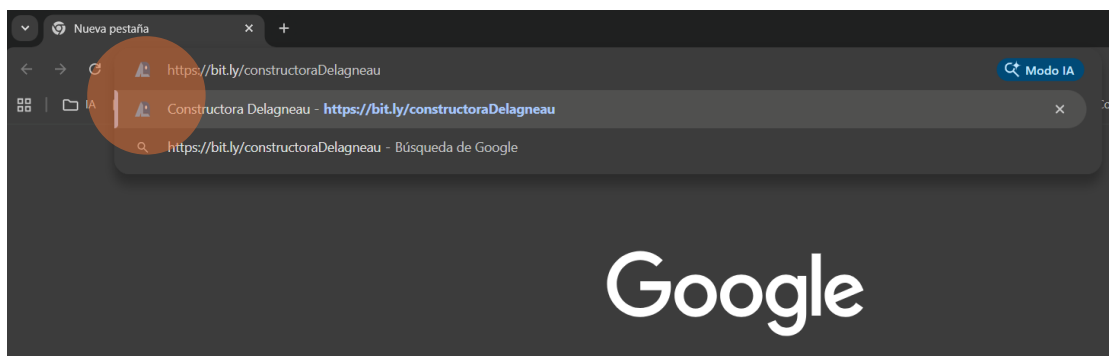 Nueva pestaña
https://bit.ly/constructoraDelagneau
Modo IA
IA
Constructora Delagneau - https://bit.ly/constructoraDelagneau
https://bit.ly/constructoraDelagneau - Búsqueda de Google
Google